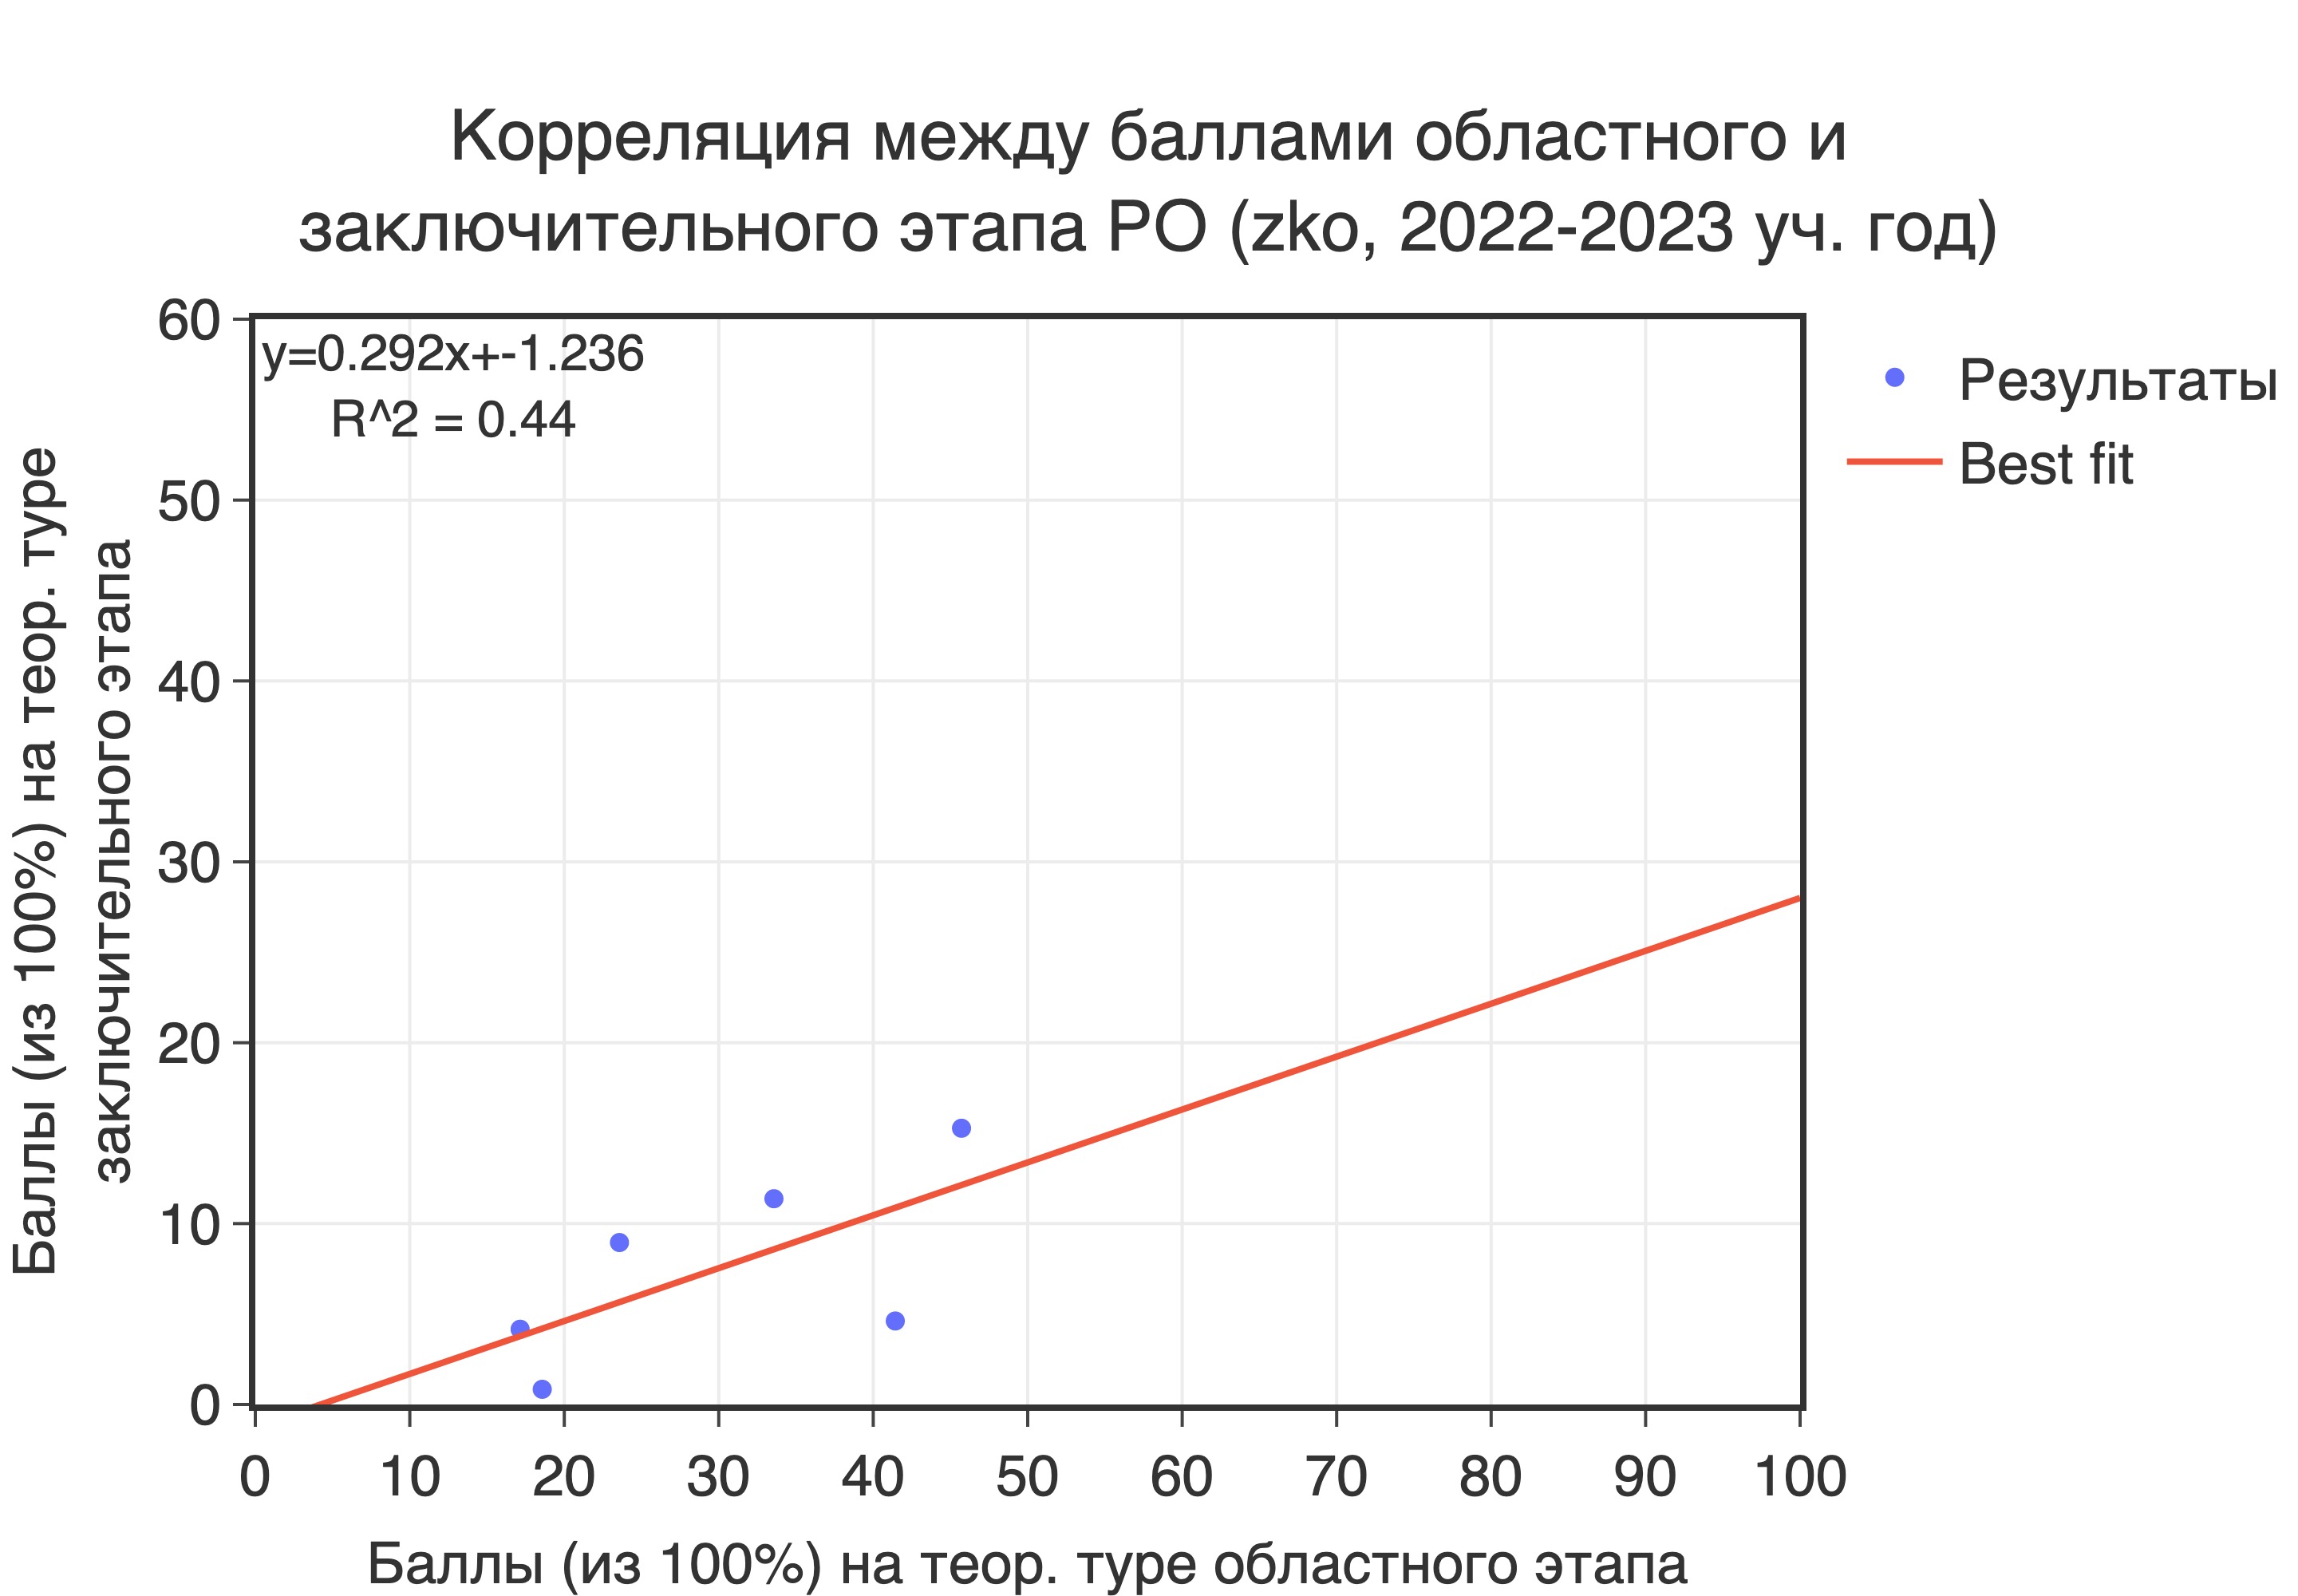 Корреляция между баллами областного и
заключительного этапа РО (zko, 2022-2023 уч. год)
y=0.292x+-1.236
R^2 = 0.44
Результаты
Best fit
Баллы (из 100%) на теор. туре
заключительного этапа
60
50
40
30
20
10
0
0 10 20 30 40 50 60 70 80 90 100
Баллы (из 100%) на теор. туре областного этапа